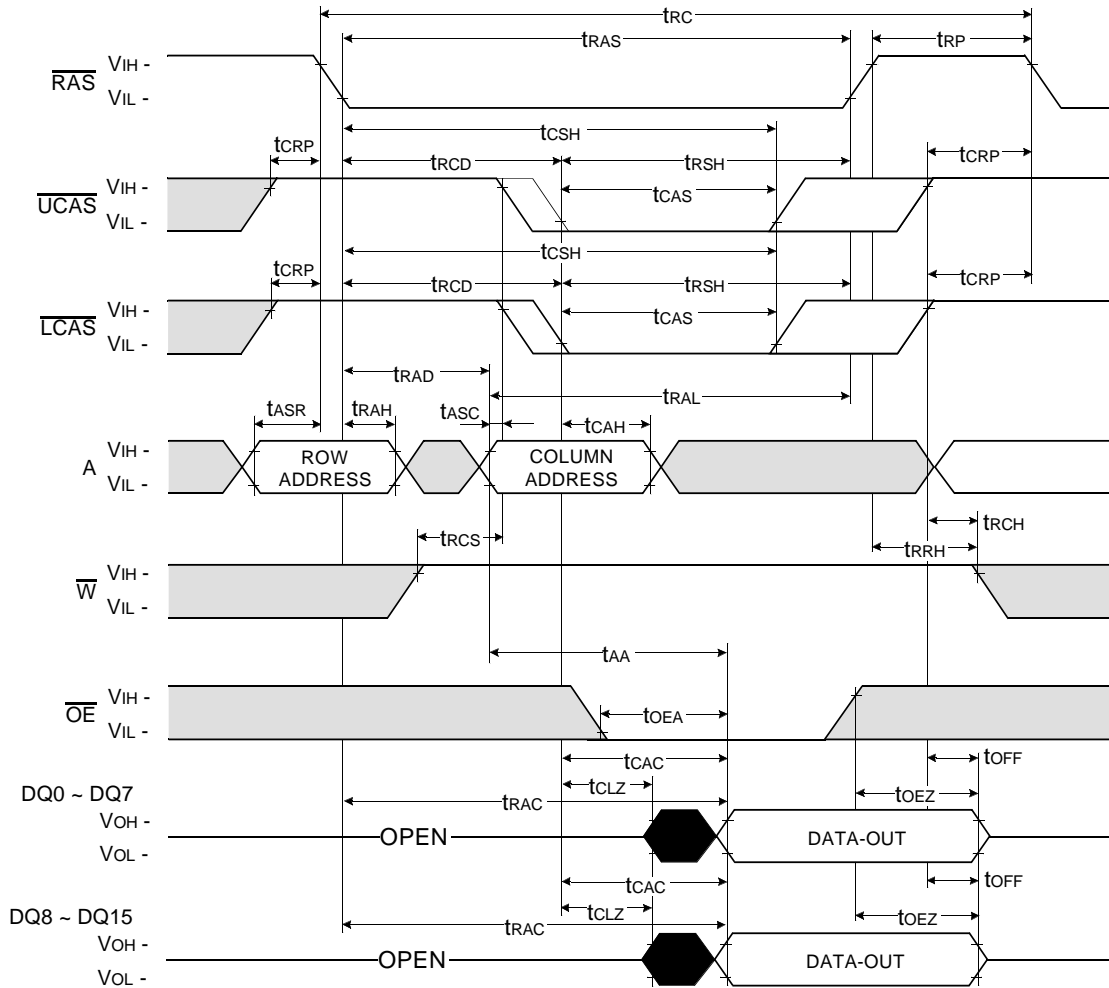 tRC
tRAS
tRP
RAS
VIH -
VIL -
tCSH
tCRP
tRCD
tRSH
tCRP
UCAS
VIH -
VIL -
tCAS
tCSH
tCRP
tRCD
tRSH
tCRP
LCAS
VIH -
VIL -
tCAS
tRAD
tRAL
tASR
tRAH
tASC
tCAH
A
VIH -
VIL -
ROW
ADDRESS
COLUMN
ADDRESS
tRCS
tRCH
tRRH
W
VIH -
VIL -
tAA
OE
VIH -
VIL -
tOEA
tCAC
tOFF
tCLZ
tOEZ
DQ0 ~ DQ7
tRAC
VOH -
VOL -
OPEN
DATA-OUT
tCAC
tOFF
tCLZ
tOEZ
DQ8 ~ DQ15
tRAC
VOH -
VOL -
OPEN
DATA-OUT